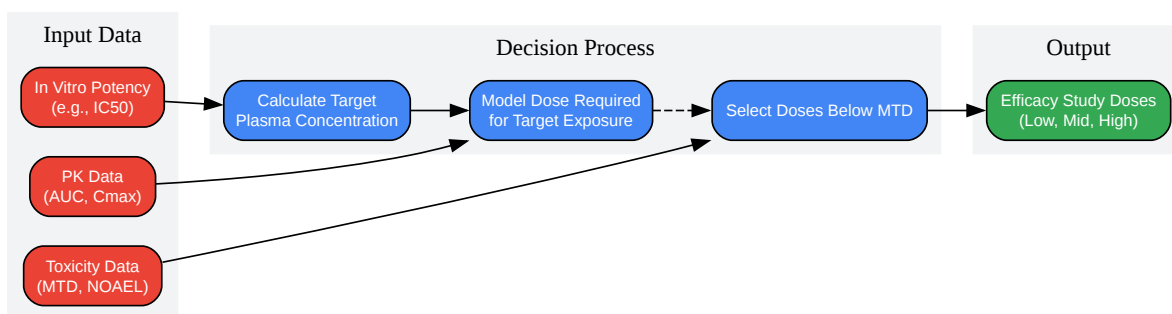 Input Data
In Vitro Potency
(e.g., IC50)
PK Data
(AUC, Cmax)
Toxicity Data
(MTD, NOAEL)
Decision Process
Calculate Target
Plasma Concentration
Model Dose Required
for Target Exposure
Select Doses Below MTD
Output
Efficacy Study Doses
(Low, Mid, High)